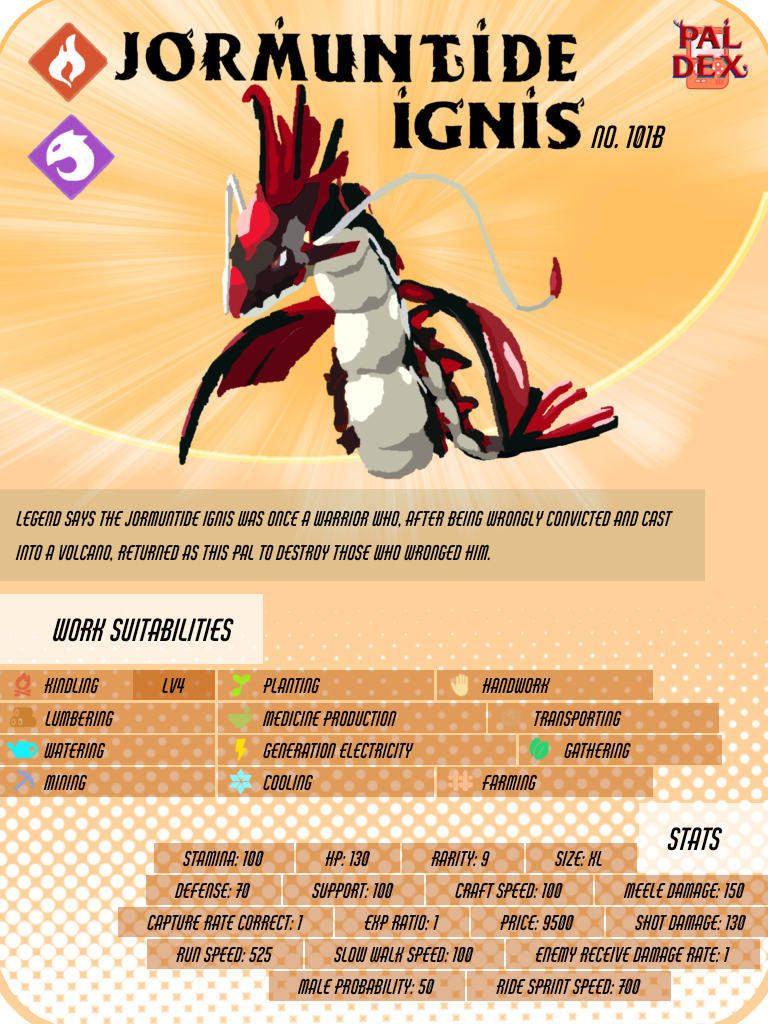 JORMUNTIDE
PAL
DEX
IGNIS NO. 101B
LEGEND SAYS THE JORMUNTIDE IGNIS WAS ONCE A WARRIOR WHO, AFTER BEING WRONGLY CONVICTED AND CAST
INTO A VOLCANO, RETURNED AS THIS PAL TO DESTROY THOSE WHO WRONGED HIM.
WORK SUITABILITIES
KINDLING LV4 PLANTING HANDWORK
LUMBERING MEDICINE PRODUCTION TRANSPORTING
WATERING GENERATION ELECTRICITY GATHERING
MINING COOLING FARMING
STATS
STAMINA: 100 HP: 130 RARITY: 9 SIZE: XL
DEFENSE: 70 SUPPORT: 100 CRAFT SPEED: 100 MEELE DAMAGE: 150
CAPTURE RATE CORRECT: 1 EXP RATIO: 1 PRICE: 9500 SHOT DAMAGE: 130
RUN SPEED: 525 SLOW WALK SPEED: 100 ENEMY RECEIVE DAMAGE RATE: 1
MALE PROBABILITY: 50 RIDE SPRINT SPEED: 700